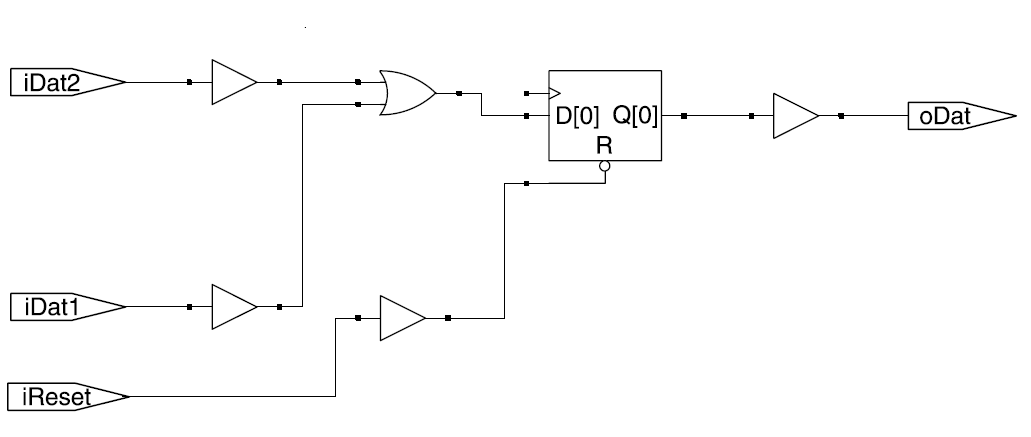 iDat2
D[0] Q[0]
oDat
R
iDat1
iReset